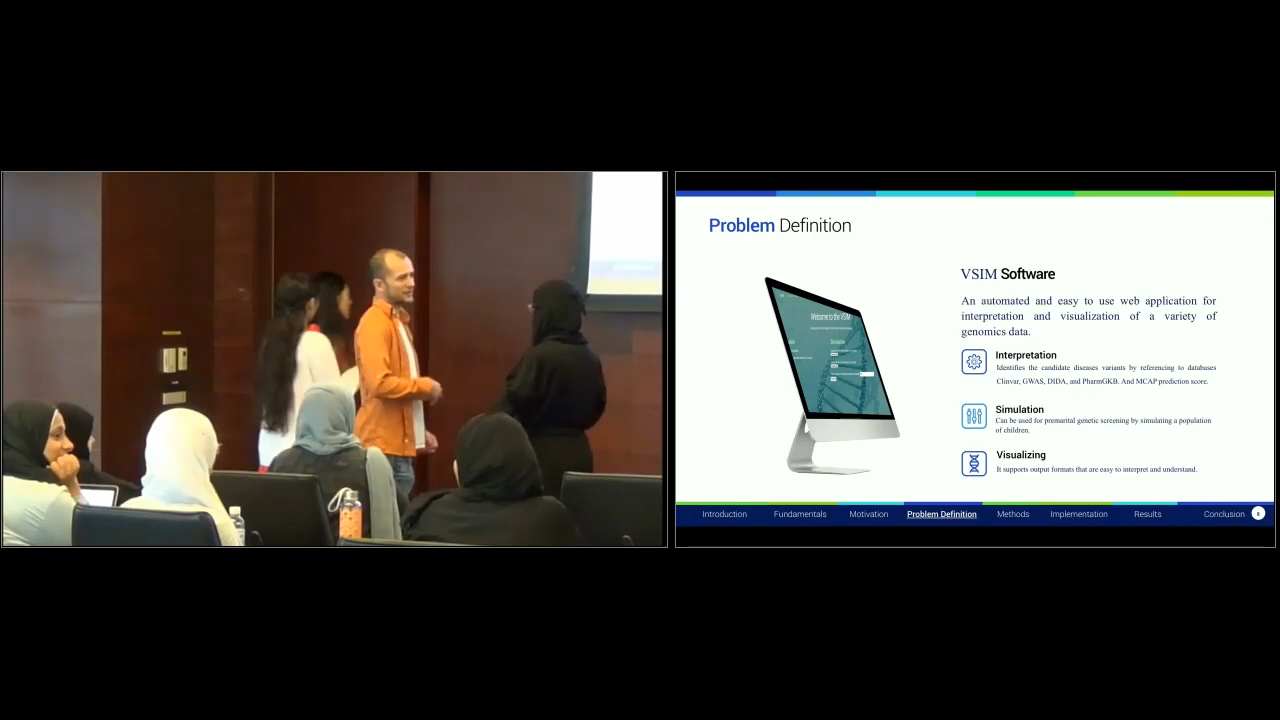 Problem Definition
VSIM Software
An automated and easy to use web application for
interpretation and visualization of a variety of
genomics data.
Interpretation
Identifies the candidate diseases variants by referencing to databases
Clinvar, GWAS, DIDA, and PharmGKB. And MCAP prediction score.
Simulation
Can be used for premarital genetic screening by simulating a population
of children.
Visualizing
It supports output formats that are easy to interpret and understand.
Welcome to the VSIM
Introduction Fundamentals Motivation Problem Definition Methods Implementation Results Conclusion 8